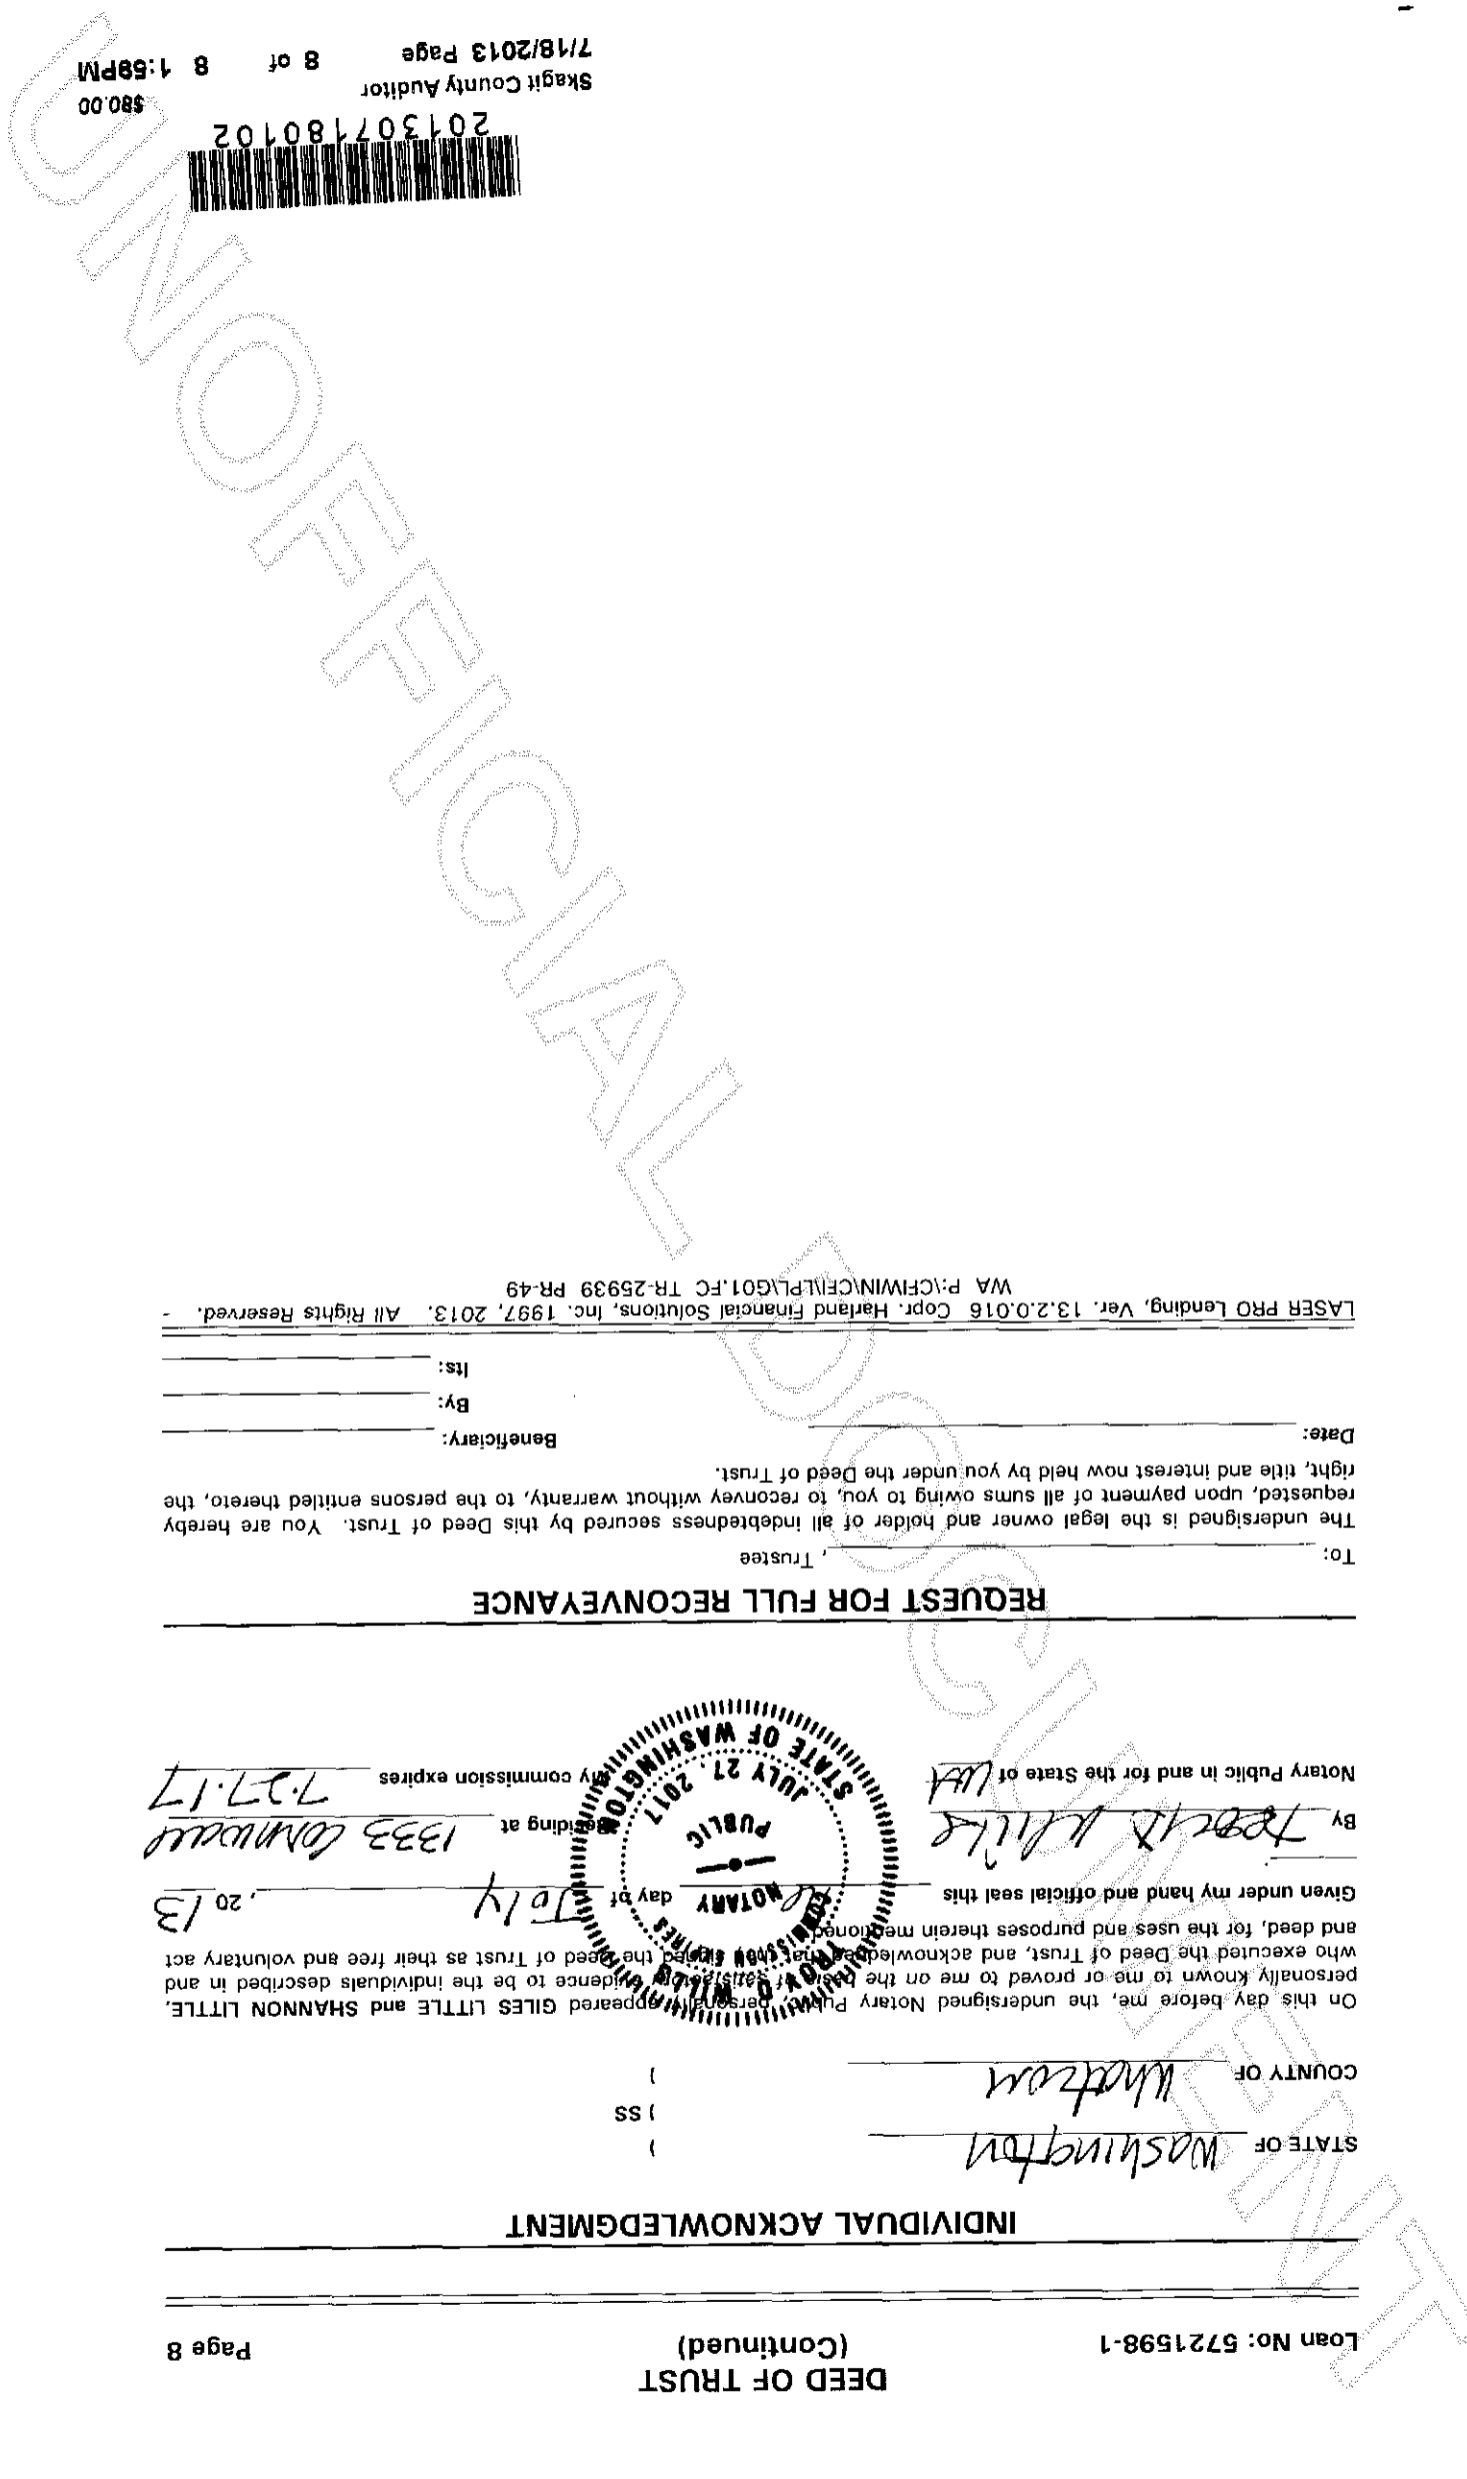 DEED OF TRUST
Loan No: 5721598-1 (Continued) Page 8
INDIVIDUAL ACKNOWLEDGMENT
STATE OF Washington )
) SS
COUNTY OF Whatcom )
On this day before me, the undersigned Notary Public, personally appeared GILES LITTLE and SHANNON LITTLE,
personally known to me or proved to me on the basis of satisfactory evidence to be the individuals described in and
who executed the Deed of Trust, and acknowledged that they signed the Deed of Trust as their free and voluntary act
and deed, for the uses and purposes therein mentioned.
Given under my hand and official seal this day of July , 20 13
By Residing at 1333 Cornwall
Notary Public in and for the State of WA My commission expires 7.27.17
TROY D. WILLS
COMMISSION EXPIRES
NOTARY
PUBLIC
JULY 27, 2017
STATE OF WASHINGTON
REQUEST FOR FULL RECONVEYANCE
To: , Trustee
The undersigned is the legal owner and holder of all indebtedness secured by this Deed of Trust. You are hereby
requested, upon payment of all sums owing to you, to reconvey without warranty, to the persons entitled thereto, the
right, title and interest now held by you under the Deed of Trust.
Date: Beneficiary:
By:
Its:
LASER PRO Lending, Ver. 13.2.0.016 Copr. Harland Financial Solutions, Inc. 1997, 2013. All Rights Reserved. -
WA P:\CFIWIN\CFI\LPL\G01.FC TR-25939 PR-49
UNOFFICIAL DOCUMENT
201307180102
Skagit County Auditor $80.00
7/18/2013 Page 8 of 8 1:59PM